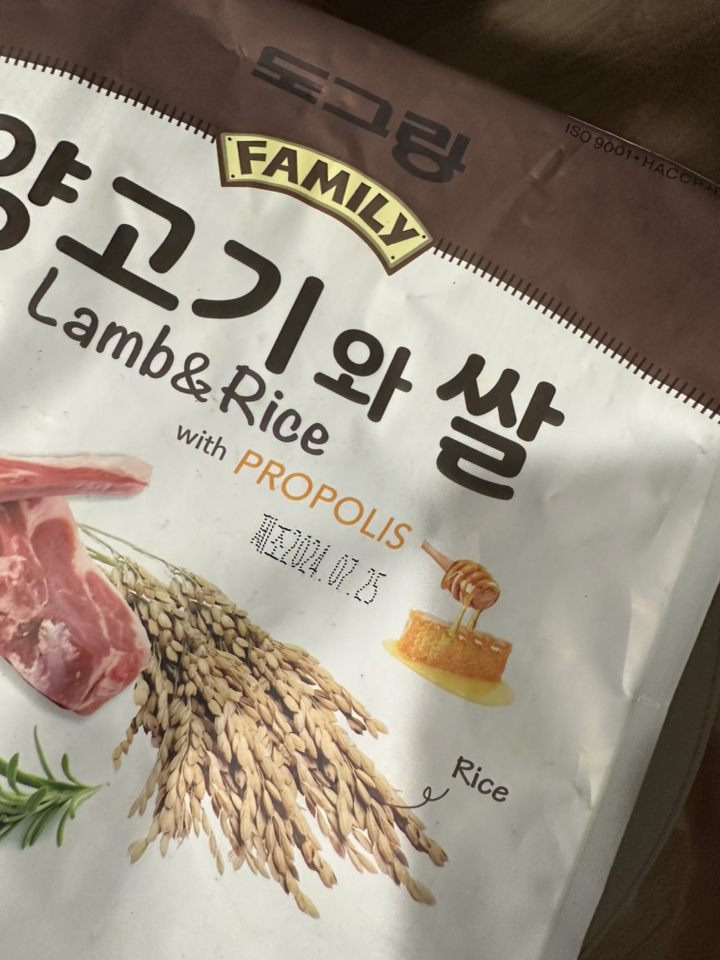 도그랑
ISO 9001 • HACCP
FAMILY
양고기와 쌀
Lamb & Rice
with PROPOLIS
제조2024.07.25
Rice